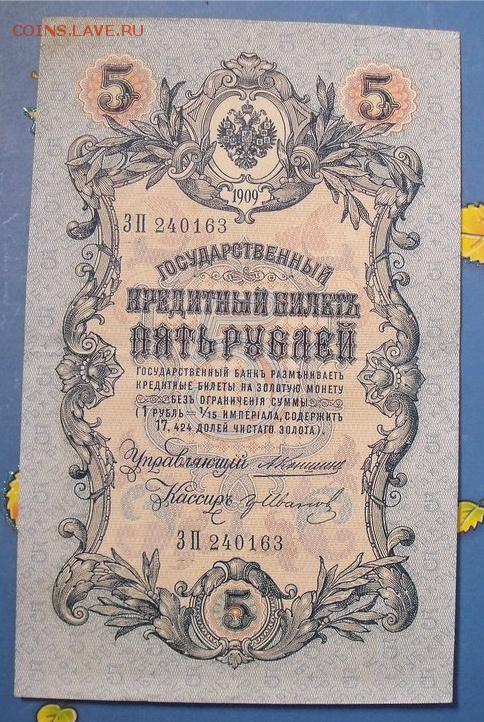 COINS.LAVE.RU
5 5
1909
ЗП 240163
ГОСУДАРСТВЕННЫЙ
КРЕДИТНЫЙ БИЛЕТЪ
ПЯТЬ РУБЛЕЙ
ГОСУДАРСТВЕННЫЙ БАНКЪ РАЗМѢНИВАЕТЪ
КРЕДИТНЫЕ БИЛЕТЫ НА ЗОЛОТУЮ МОНЕТУ
БЕЗЪ ОГРАНИЧЕНІЯ СУММЫ
(1 РУБЛЬ = 1/15 ИМПЕРІАЛА, СОДЕРЖИТЪ
17,424 ДОЛЕЙ ЧИСТАГО ЗОЛОТА).
Управляющій
Кассиръ
ЗП 240163
5